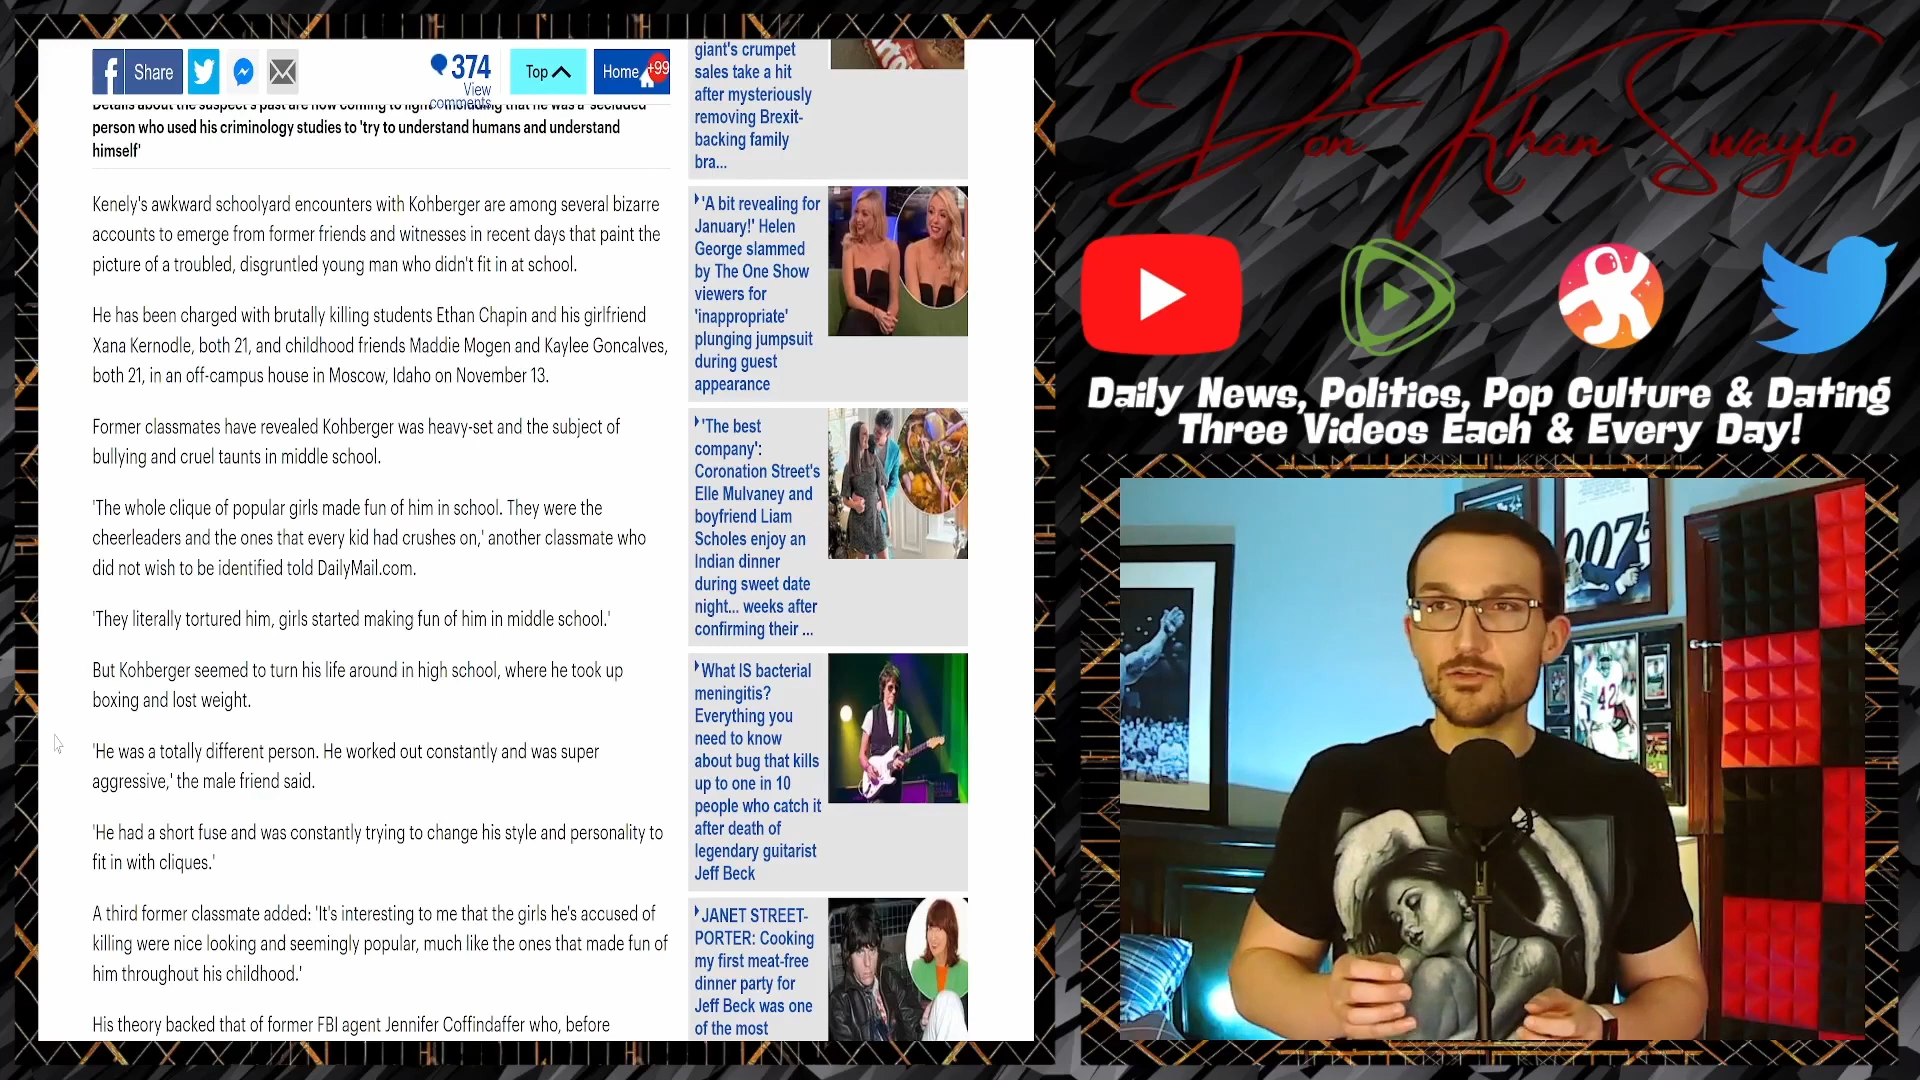 Share
374
View
comments
Top
Home
+99
Details about the suspect's past are now coming to light - including that he was a 'secluded'
person who used his criminology studies to 'try to understand humans and understand
himself'
Kenely's awkward schoolyard encounters with Kohberger are among several bizarre
accounts to emerge from former friends and witnesses in recent days that paint the
picture of a troubled, disgruntled young man who didn't fit in at school.
He has been charged with brutally killing students Ethan Chapin and his girlfriend
Xana Kernodle, both 21, and childhood friends Maddie Mogen and Kaylee Goncalves,
both 21, in an off-campus house in Moscow, Idaho on November 13.
Former classmates have revealed Kohberger was heavy-set and the subject of
bullying and cruel taunts in middle school.
'The whole clique of popular girls made fun of him in school. They were the
cheerleaders and the ones that every kid had crushes on,' another classmate who
did not wish to be identified told DailyMail.com.
'They literally tortured him, girls started making fun of him in middle school.'
But Kohberger seemed to turn his life around in high school, where he took up
boxing and lost weight.
'He was a totally different person. He worked out constantly and was super
aggressive,' the male friend said.
'He had a short fuse and was constantly trying to change his style and personality to
fit in with cliques.'
A third former classmate added: 'It's interesting to me that the girls he's accused of
killing were nice looking and seemingly popular, much like the ones that made fun of
him throughout his childhood.'
His theory backed that of former FBI agent Jennifer Coffindaffer who, before
giant's crumpet
sales take a hit
after mysteriously
removing Brexit-
backing family
bra...
'A bit revealing for
January!' Helen
George slammed
by The One Show
viewers for
'inappropriate'
plunging jumpsuit
during guest
appearance
'The best
company':
Coronation Street's
Elle Mulvaney and
boyfriend Liam
Scholes enjoy an
Indian dinner
during sweet date
night... weeks after
confirming their ...
What IS bacterial
meningitis?
Everything you
need to know
about bug that kills
up to one in 10
people who catch it
after death of
legendary guitarist
Jeff Beck
JANET STREET-
PORTER: Cooking
my first meat-free
dinner party for
Jeff Beck was one
of the most
Don Khan Swaylo
Daily News, Politics, Pop Culture & Dating
Three Videos Each & Every Day!
007
42